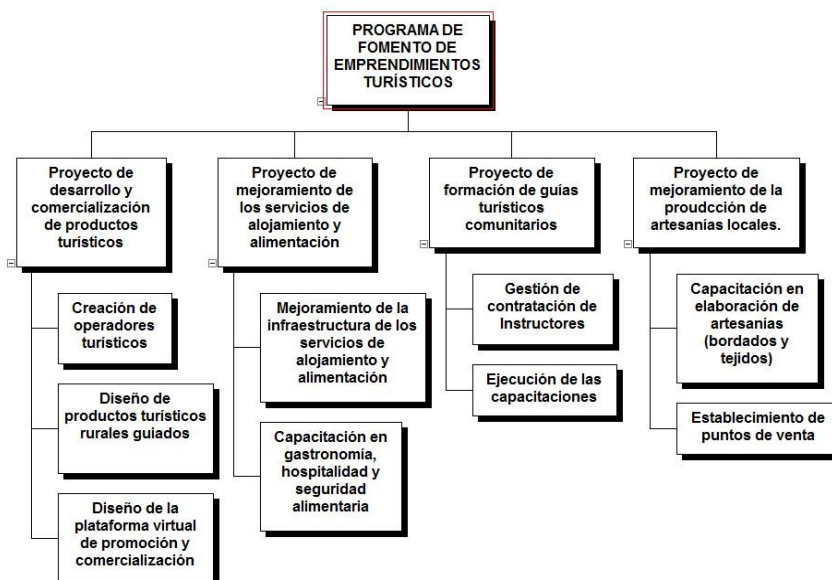 PROGRAMA DE
FOMENTO DE
EMPRENDIMIENTOS
TURÍSTICOS
Proyecto de
desarrollo y
comercialización
de productos
turísticos
Creación de
operadores
turísticos
Diseño de
productos turísticos
rurales guiados
Diseño de la
plataforma virtual
de promoción y
comercialización
Proyecto de
mejoramiento de
los servicios de
alojamiento y
alimentación
Mejoramiento de la
infraestructura de los
servicios de
alojamiento y
alimentación
Capacitación en
gastronomía,
hospitalidad y
seguridad
alimentaria
Proyecto de
formación de guías
turísticos
comunitarios
Gestión de
contratación de
Instructores
Ejecución de las
capacitaciones
Proyecto de
mejoramiento de la
proudcción de
artesanías locales.
Capacitación en
elaboración de
artesanías
(bordados y
tejidos)
Establecimiento de
puntos de venta